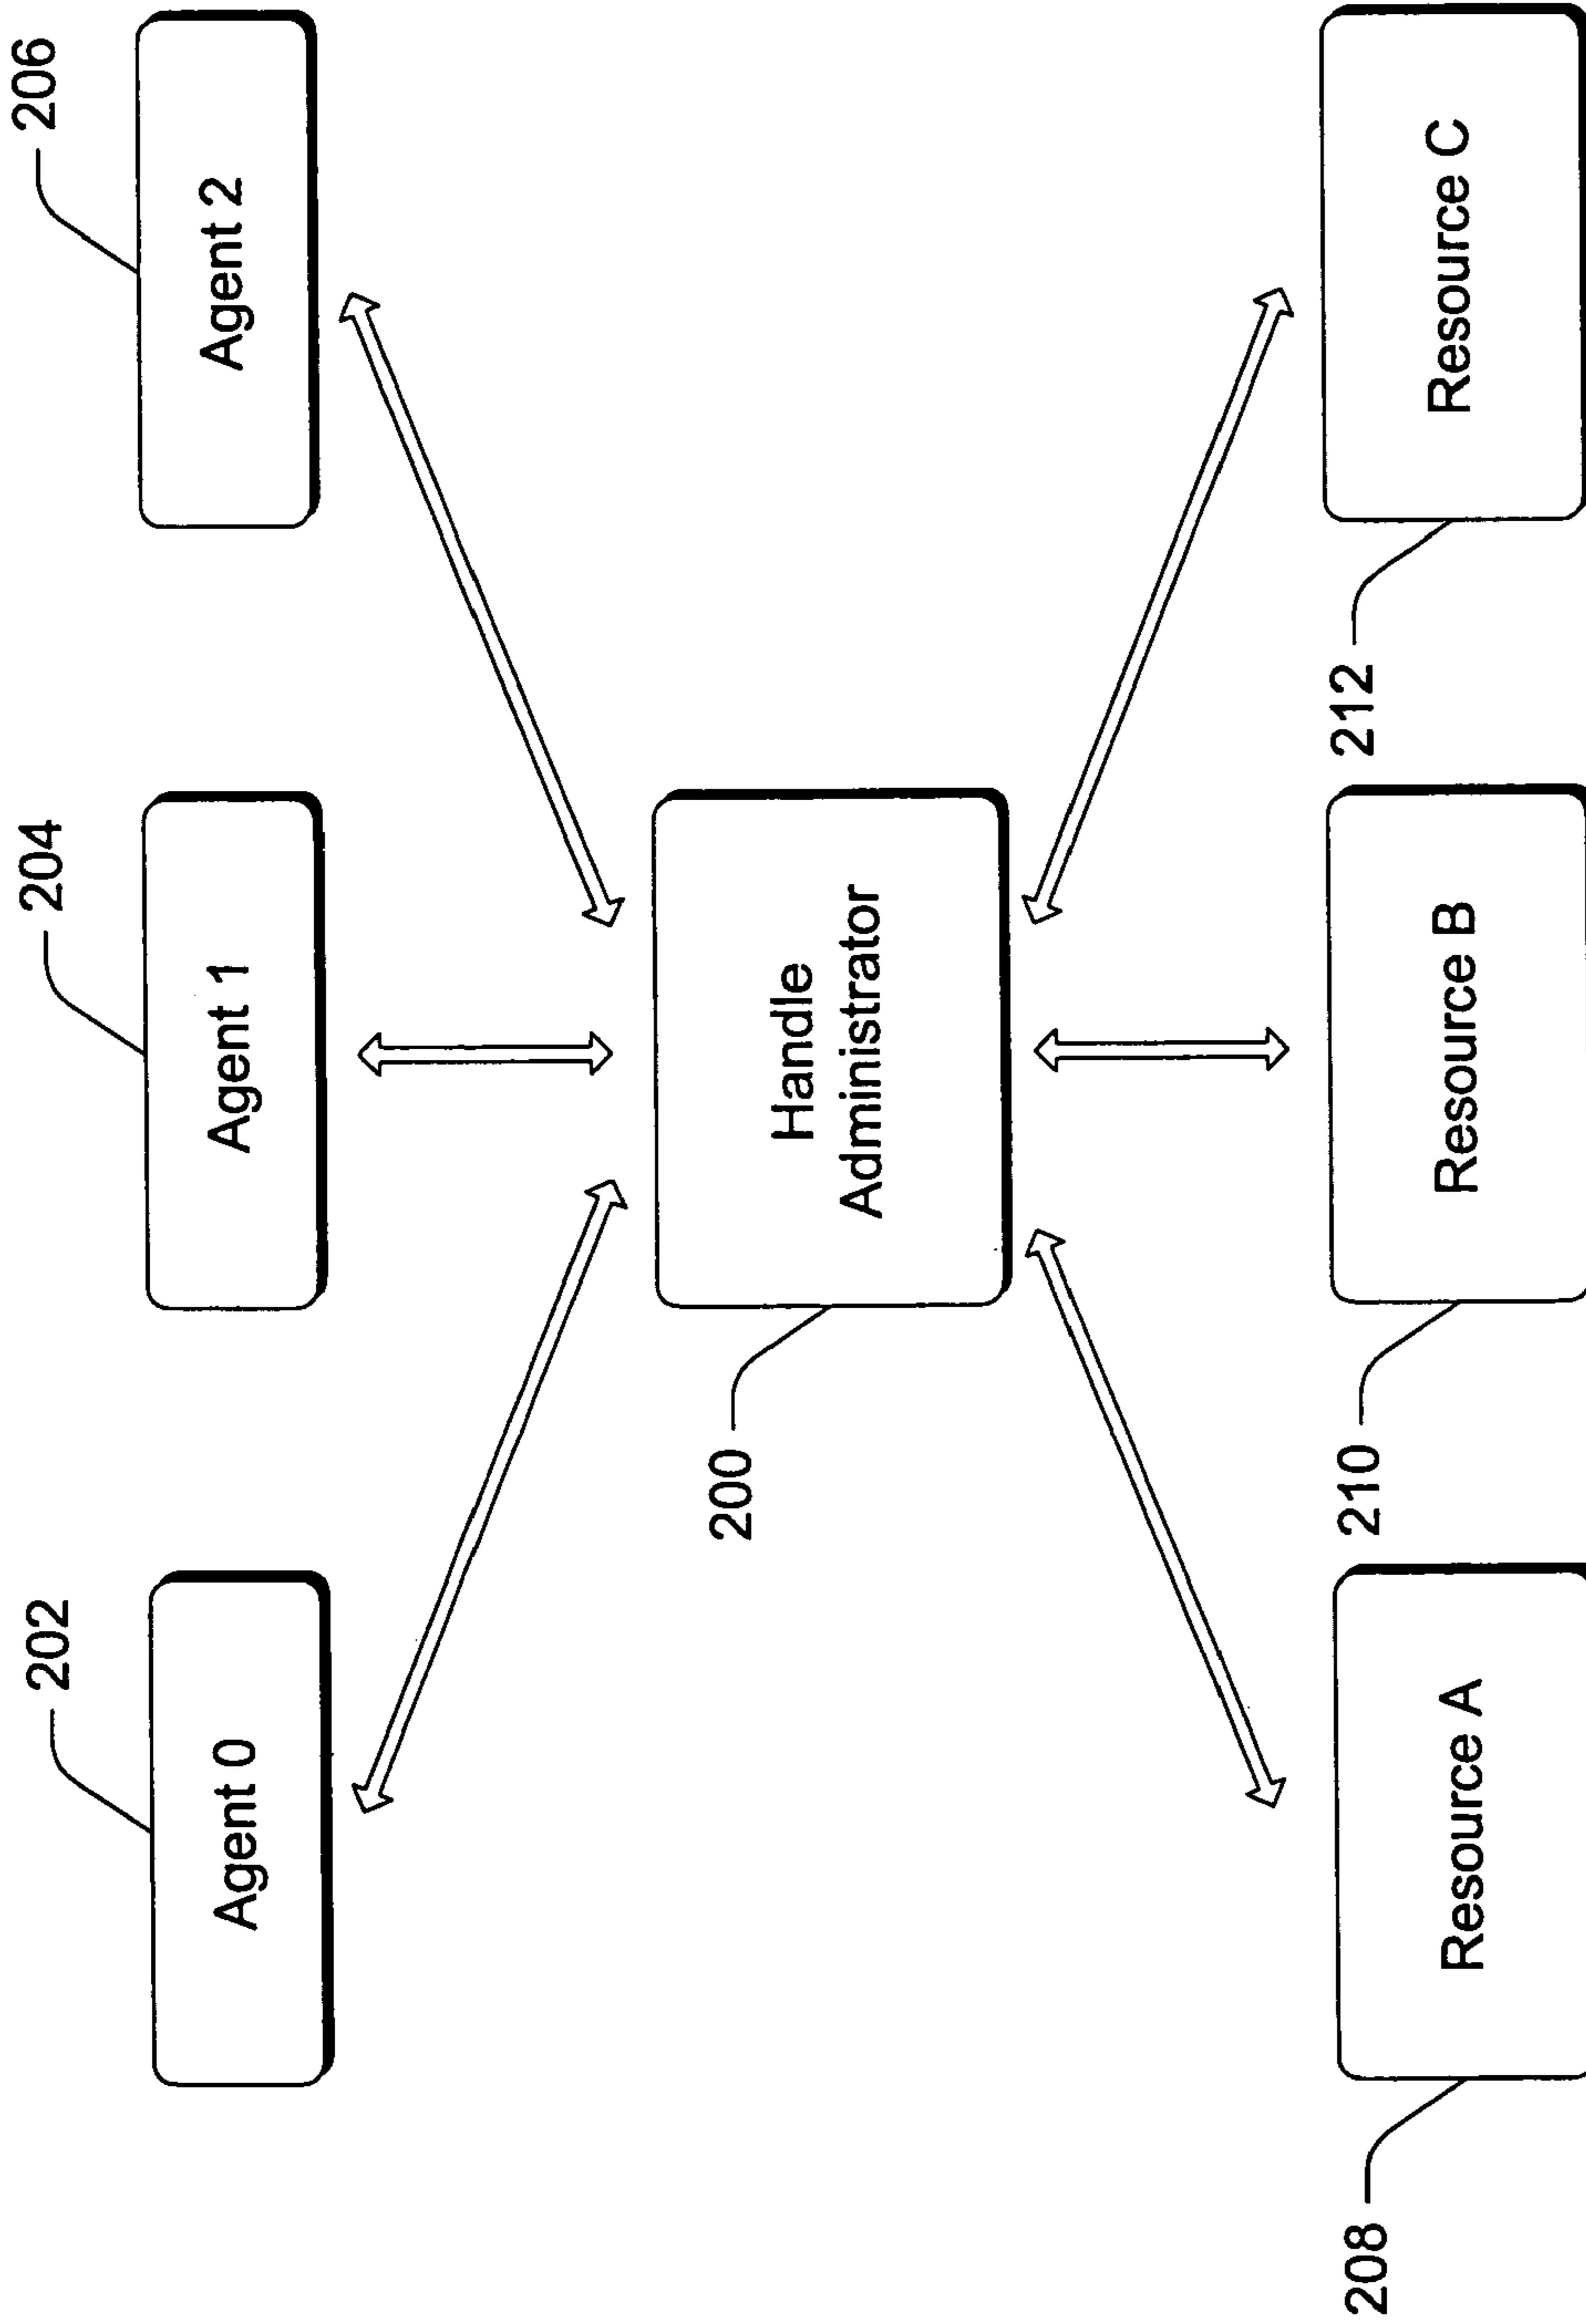 202
204
206
Agent 0
Agent 1
Agent 2
200
Handle
Administrator
208
210
212
Resource A
Resource B
Resource C